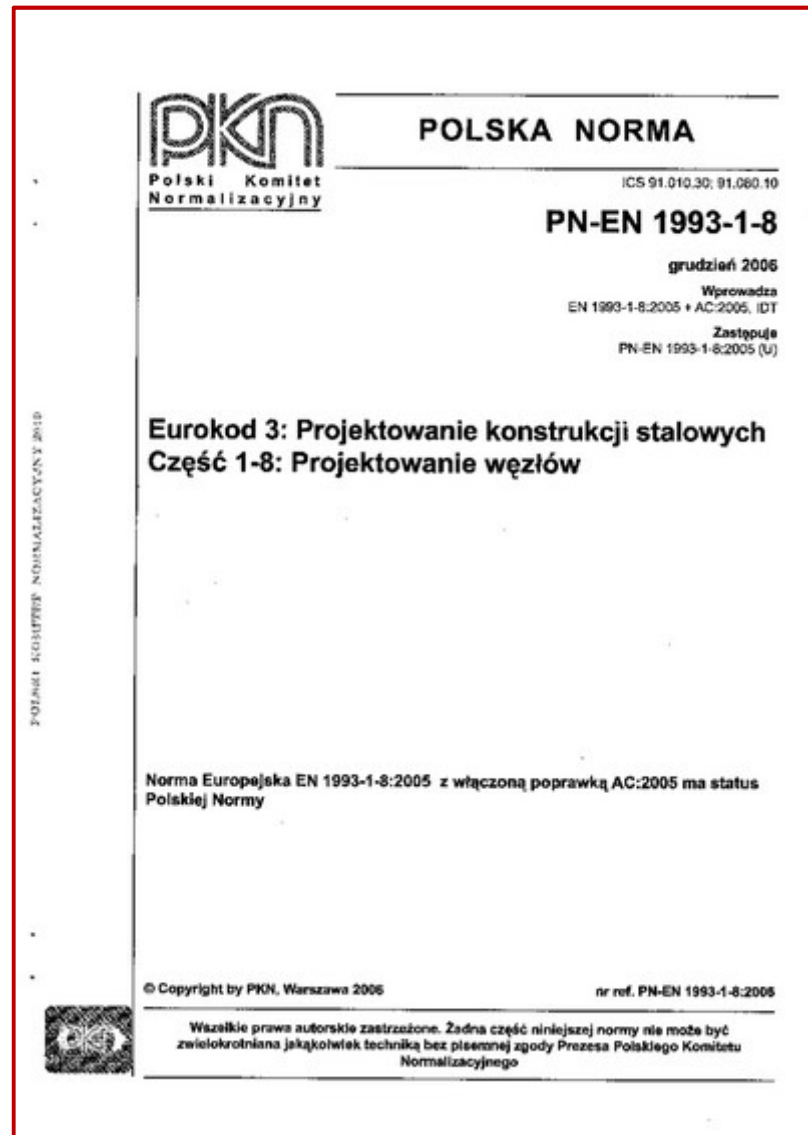 PKN
POLSKA NORMA
Polski Komitet
Normalizacyjny
ICS 91.010.30; 91.080.10
PN-EN 1993-1-8
grudzień 2006
Wprowadza
EN 1993-1-8:2005 + AC:2005, IDT
Zastępuje
PN-EN 1993-1-8:2005 (U)
POLSKI KOMITET NORMALIZACYJNY 2010
Eurokod 3: Projektowanie konstrukcji stalowych
Część 1-8: Projektowanie węzłów
Norma Europejska EN 1993-1-8:2005 z włączoną poprawką AC:2005 ma status
Polskiej Normy
© Copyright by PKN, Warszawa 2006
nr ref. PN-EN 1993-1-8:2006
PKN
Wszelkie prawa autorskie zastrzeżone. Żadna część niniejszej normy nie może być
zwielokrotniana jakąkolwiek techniką bez pisemnej zgody Prezesa Polskiego Komitetu
Normalizacyjnego